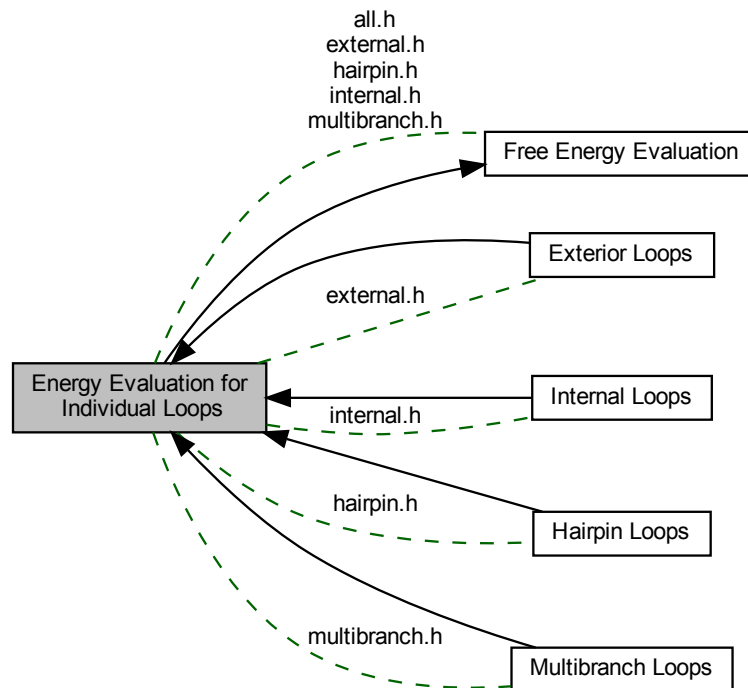 all.h
external.h
hairpin.h
internal.h
multibranch.h
Free Energy Evaluation
Exterior Loops
external.h
Energy Evaluation for
Individual Loops
Internal Loops
internal.h
hairpin.h
Hairpin Loops
multibranch.h
Multibranch Loops